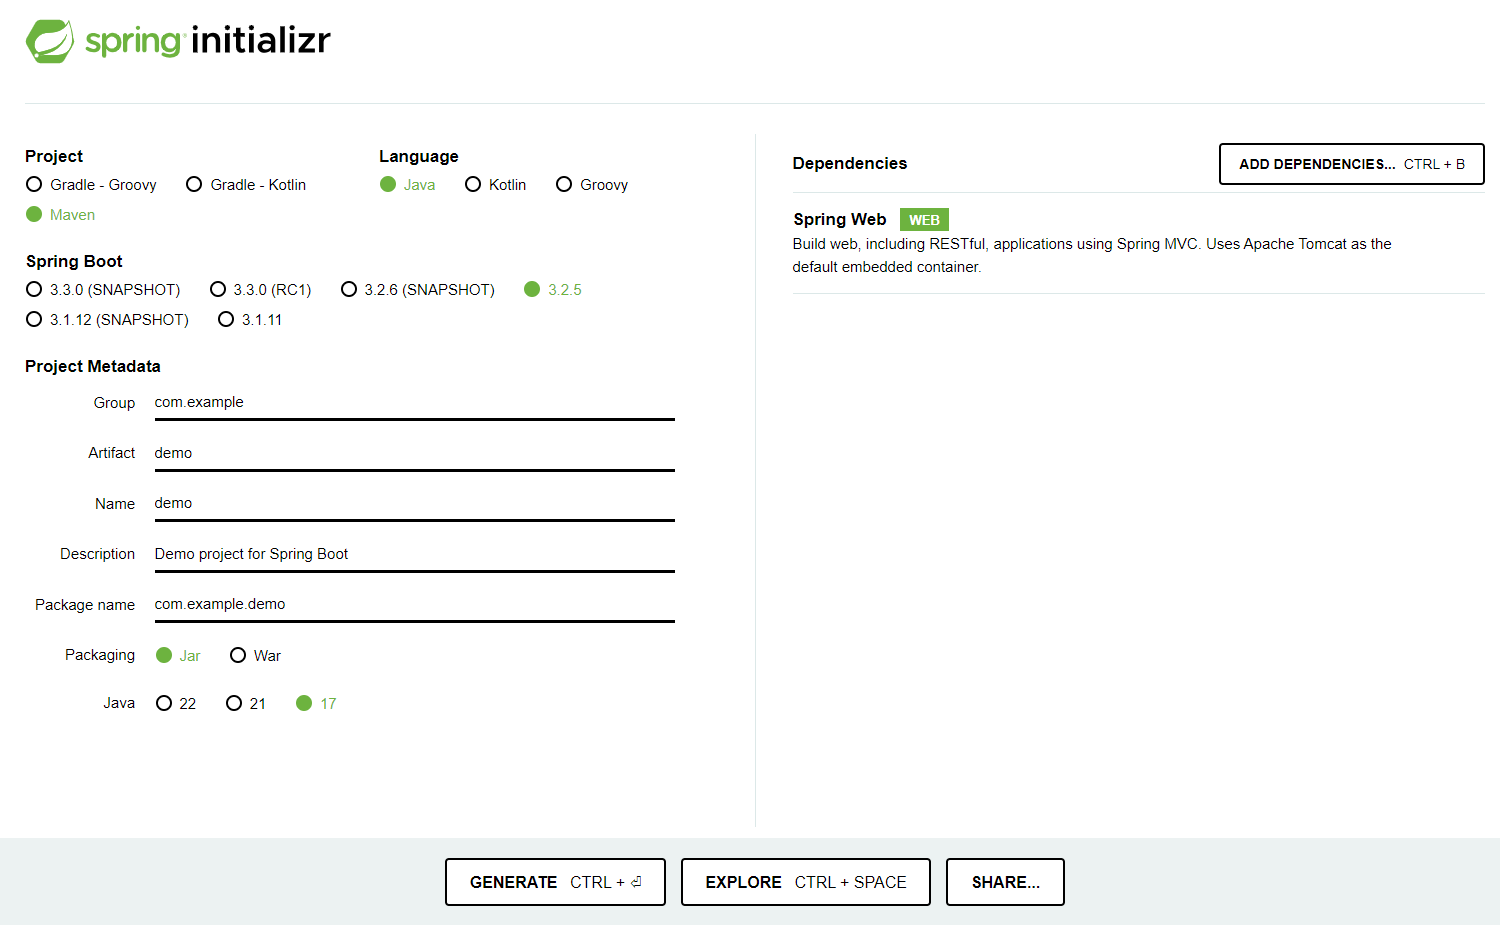 spring initializr
Project
Gradle - Groovy Gradle - Kotlin
Maven
Language
Java Kotlin Groovy
Spring Boot
3.3.0 (SNAPSHOT) 3.3.0 (RC1) 3.2.6 (SNAPSHOT) 3.2.5
3.1.12 (SNAPSHOT) 3.1.11
Project Metadata
Group com.example
Artifact demo
Name demo
Description Demo project for Spring Boot
Package name com.example.demo
Packaging Jar War
Java 22 21 17
Dependencies
ADD DEPENDENCIES... CTRL + B
Spring Web WEB
Build web, including RESTful, applications using Spring MVC. Uses Apache Tomcat as the
default embedded container.
GENERATE CTRL + ⏎
EXPLORE CTRL + SPACE
SHARE...